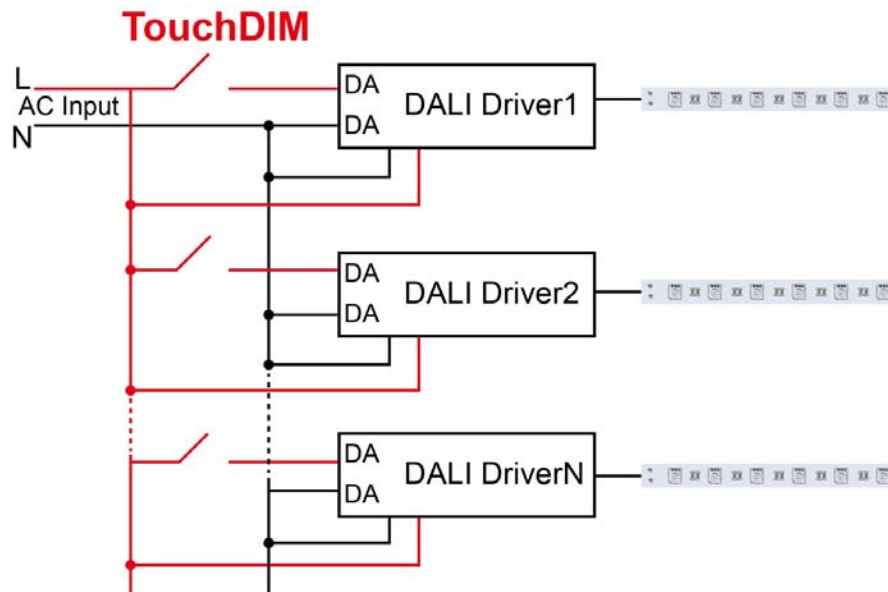 TouchDIM
L
AC Input
N
DA
DA
DALI Driver1
DA
DA
DALI Driver2
DA
DA
DALI DriverN